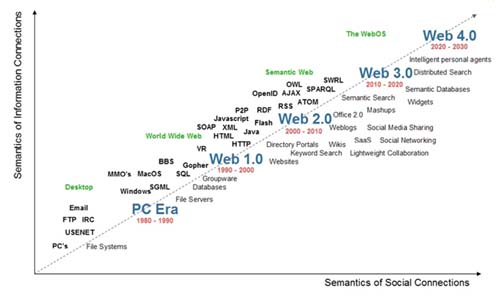 Semantics of Information Connections
The WebOS
Web 4.0
2020 - 2030
Intelligent personal agents
Semantic Web
SWRL
Web 3.0
Distributed Search
2010 - 2020
OWL
SPARQL
Semantic Databases
OpenID
AJAX
ATOM
Semantic Search
Widgets
P2P
RDF
RSS
Mashups
Javascript
Flash
Web 2.0
Office 2.0
SOAP
XML
Java
2000 - 2010
Weblogs
Social Media Sharing
World Wide Web
HTML
HTTP
Directory Portals
Wikis
SaaS
Social Networking
VR
Keyword Search
Lightweight Collaboration
BBS
Gopher
Web 1.0
Websites
MMO's
MacOS
SQL
1990 - 2000
Groupware
Desktop
Windows
SGML
Databases
File Servers
Email
PC Era
FTP
IRC
1980 - 1990
USENET
PC's
File Systems
Semantics of Social Connections